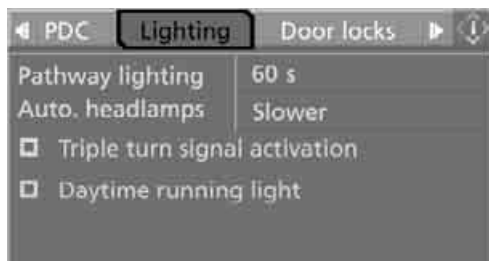 PDC Lighting Door locks
Pathway lighting 60 s
Auto. headlamps Slower
Triple turn signal activation
Daytime running light